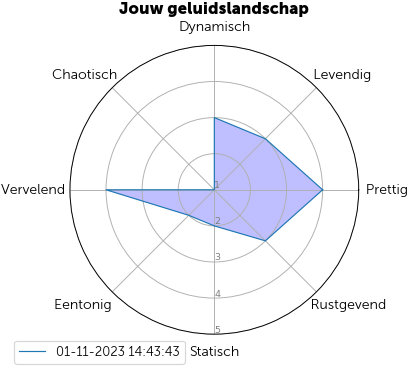 Jouw geluidslandschap
Dynamisch
Chaotisch
Levendig
Vervelend
1
Prettig
2
3
4
Eentonig
Rustgevend
5
01-11-2023 14:43:43
Statisch